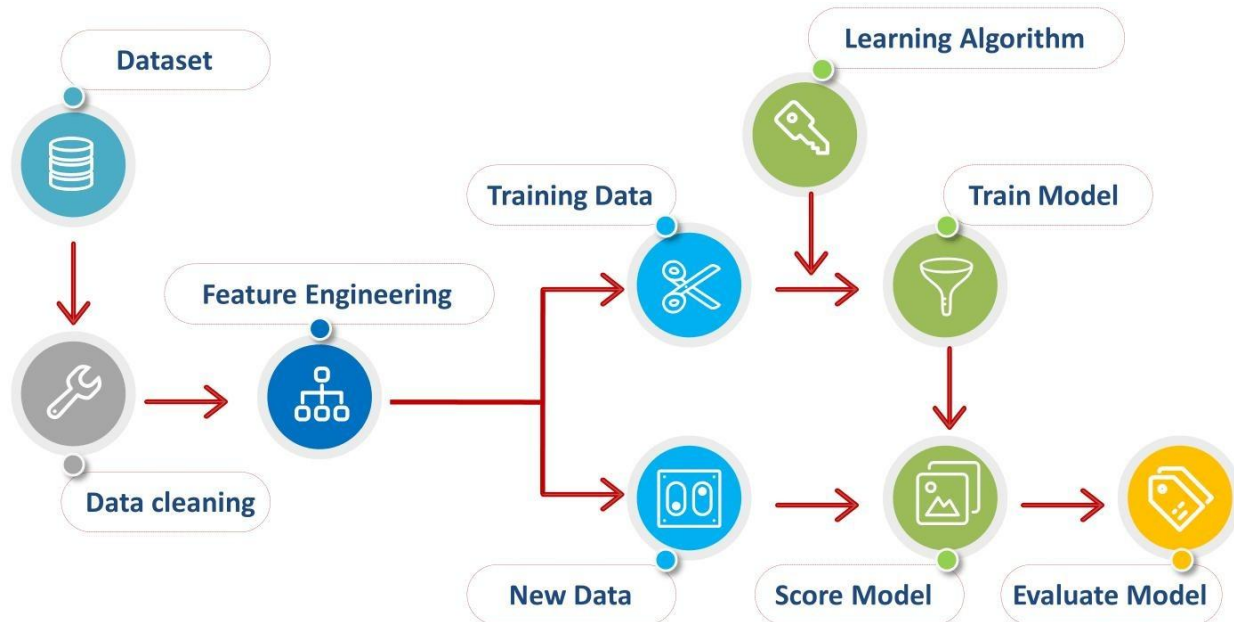 Dataset
Learning Algorithm
Training Data
Train Model
Feature Engineering
Data cleaning
New Data
Score Model
Evaluate Model